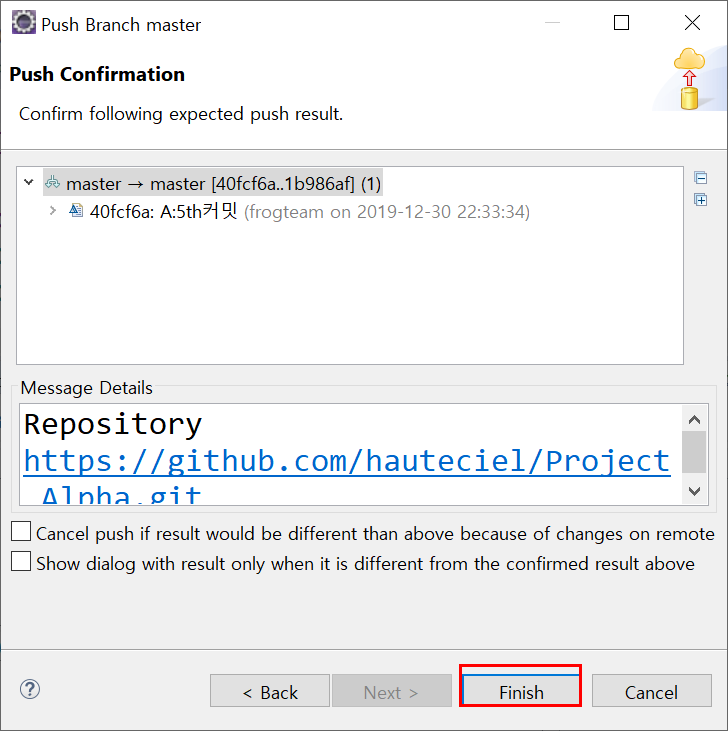 Push Branch master
Push Confirmation
Confirm following expected push result.
master → master [40fcf6a..1b986af] (1)
40fcf6a: A:5th커밋 (frogteam on 2019-12-30 22:33:34)
Message Details
Repository
https://github.com/hauteciel/Project
_Alpha.git
Cancel push if result would be different than above because of changes on remote
Show dialog with result only when it is different from the confirmed result above
< Back
Next >
Finish
Cancel